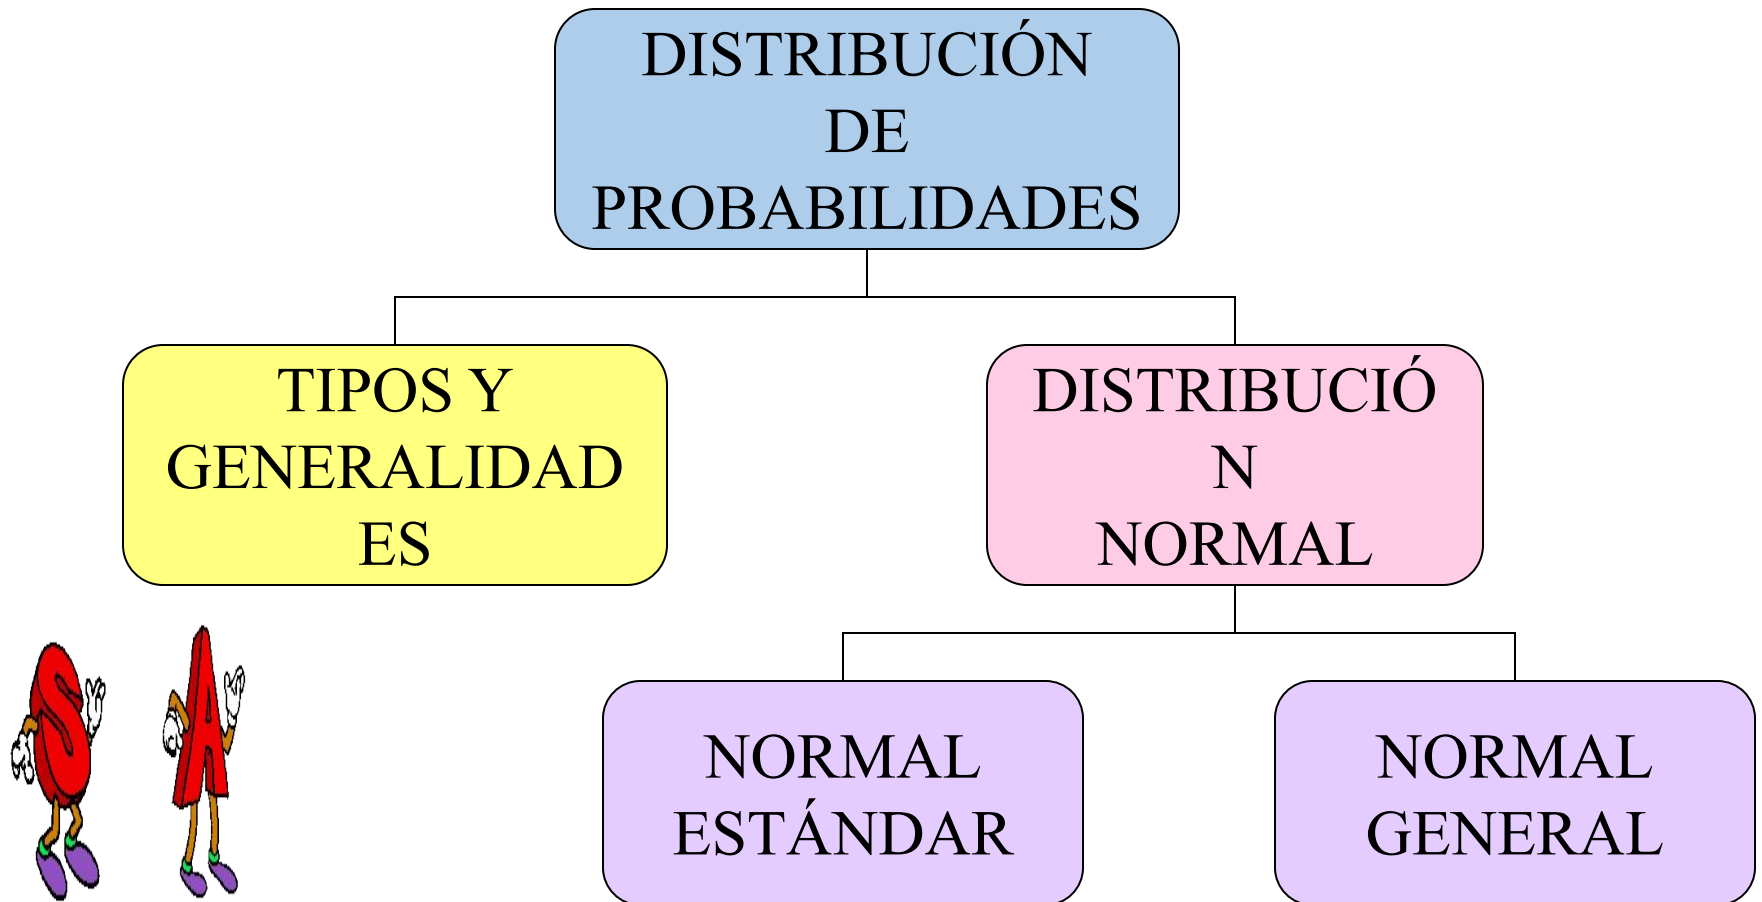 DISTRIBUCIÓN
DE
PROBABILIDADES
TIPOS Y
GENERALIDAD
ES
DISTRIBUCIÓ
N
NORMAL
S A
NORMAL
ESTÁNDAR
NORMAL
GENERAL